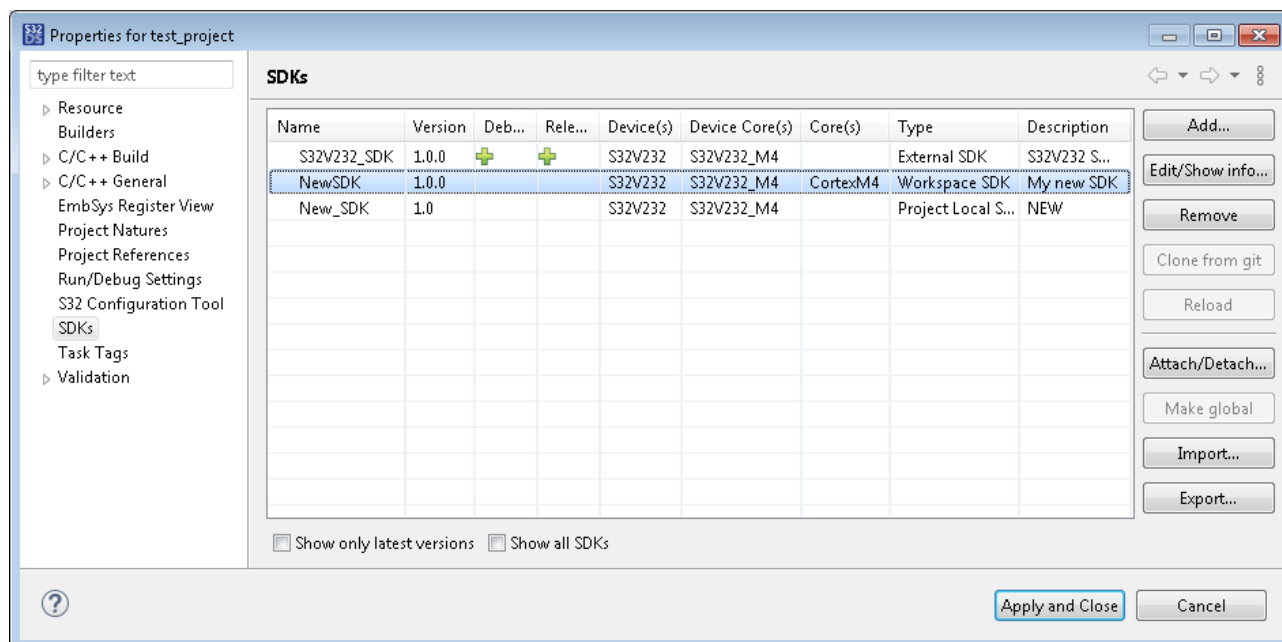 S32 DS Properties for test_project
type filter text
SDKs
Resource
Builders
C/C++ Build
C/C++ General
EmbSys Register View
Project Natures
Project References
Run/Debug Settings
S32 Configuration Tool
SDKs
Task Tags
Validation
Name Version Deb... Rele... Device(s) Device Core(s) Core(s) Type Description
S32V232_SDK 1.0.0 S32V232 S32V232_M4 External SDK S32V232 S...
NewSDK 1.0.0 S32V232 S32V232_M4 CortexM4 Workspace SDK My new SDK
New_SDK 1.0 S32V232 S32V232_M4 Project Local S... NEW
Add...
Edit/Show info...
Remove
Clone from git
Reload
Attach/Detach...
Make global
Import...
Export...
Show only latest versions Show all SDKs
? Apply and Close Cancel